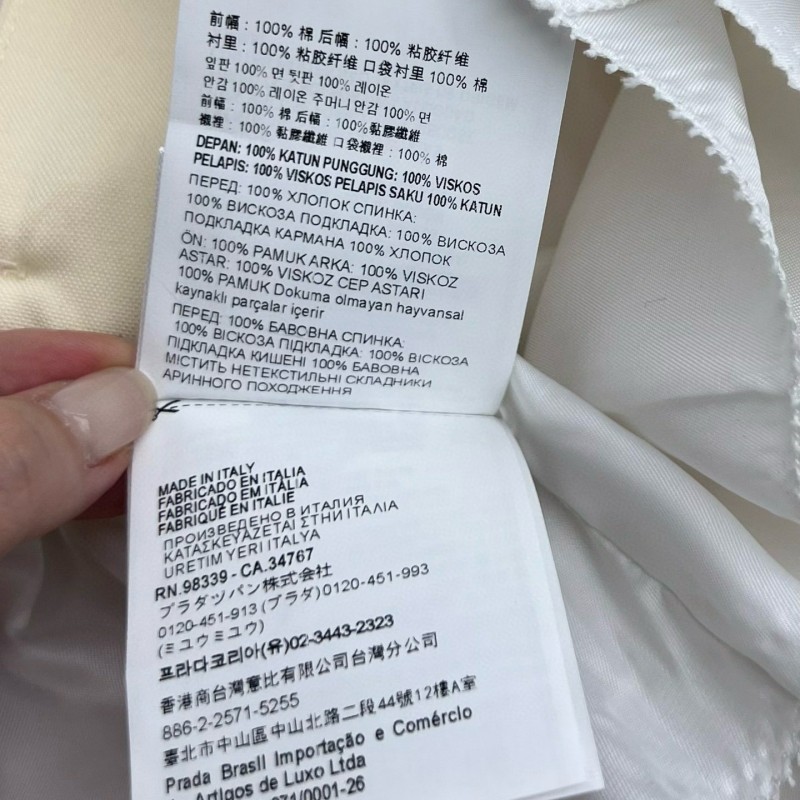 前幅 : 100% 棉 后幅 : 100% 粘胶纤维
衬里 : 100% 粘胶纤维 口袋衬里 100% 棉
앞판 100% 면 뒷판 100% 레이온
안감 100% 레이온 주머니 안감 100% 면
前幅 : 100% 棉 后幅 : 100%黏膠纖維
襯裡 : 100% 黏膠纖維 口袋襯裡 : 100% 棉
DEPAN: 100% KATUN PUNGGUNG: 100% VISKOS
PELAPIS: 100% VISKOS PELAPIS SAKU 100% KATUN
ПЕРЕД: 100% ХЛОПОК СПИНКА:
100% ВИСКОЗА ПОДКЛАДКА: 100% ВИСКОЗА
ПОДКЛАДКА КАРМАНА 100% ХЛОПОК
ÖN: 100% PAMUK ARKA: 100% VISKOZ
ASTAR: 100% VISKOZ CEP ASTARI
100% PAMUK Dokuma olmayan hayvansal
kaynaklı parçalar içerir
ПЕРЕД: 100% БАВОВНА СПИНКА:
100% ВІСКОЗА ПІДКЛАДКА: 100% ВІСКОЗА
ПІДКЛАДКА КИШЕНІ 100% БАВОВНА
МІСТИТЬ НЕТЕКСТИЛЬНІ СКЛАДНИКИ
АРИННОГО ПОХОДЖЕННЯ
MADE IN ITALY
FABRICADO EN ITALIA
FABRICADO EM ITÁLIA
FABRIQUÉ EN ITALIE
ПРОИЗВЕДЕНО В ИТАЛИЯ
ΚΑΤΑΣΚΕΥΑΖΕΤΑΙ ΣΤΗΝ ΙΤΑΛΙΑ
URETIM YERI ITALYA
RN.98339 - CA.34767
プラダジャパン株式会社
0120-451-913 (プラダ)0120-451-993
(ミユウミユウ)
프라다코리아(유)02-3443-2323
香港商台灣意比有限公司台灣分公司
886-2-2571-5255
臺北市中山區中山北路二段44號12樓A室
Prada Brasil Importação e Comércio
Artigos de Luxo Ltda
/0001-26